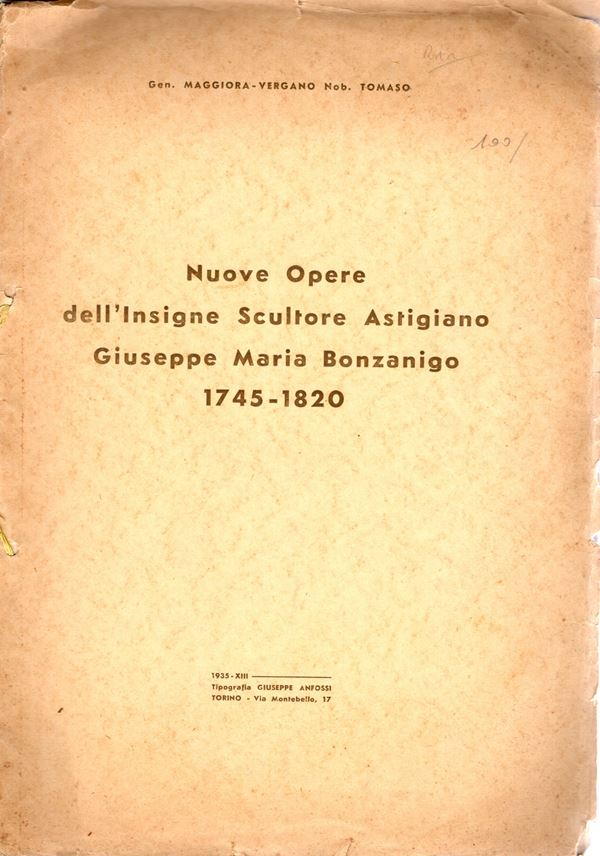 Gen. MAGGIORA-VERGANO Nob. TOMASO
100/
Nuove Opere
dell'Insigne Scultore Astigiano
Giuseppe Maria Bonzanigo
1745-1820
1935-XIII
Tipografia GIUSEPPE ANFOSSI
TORINO - Via Montebello, 17